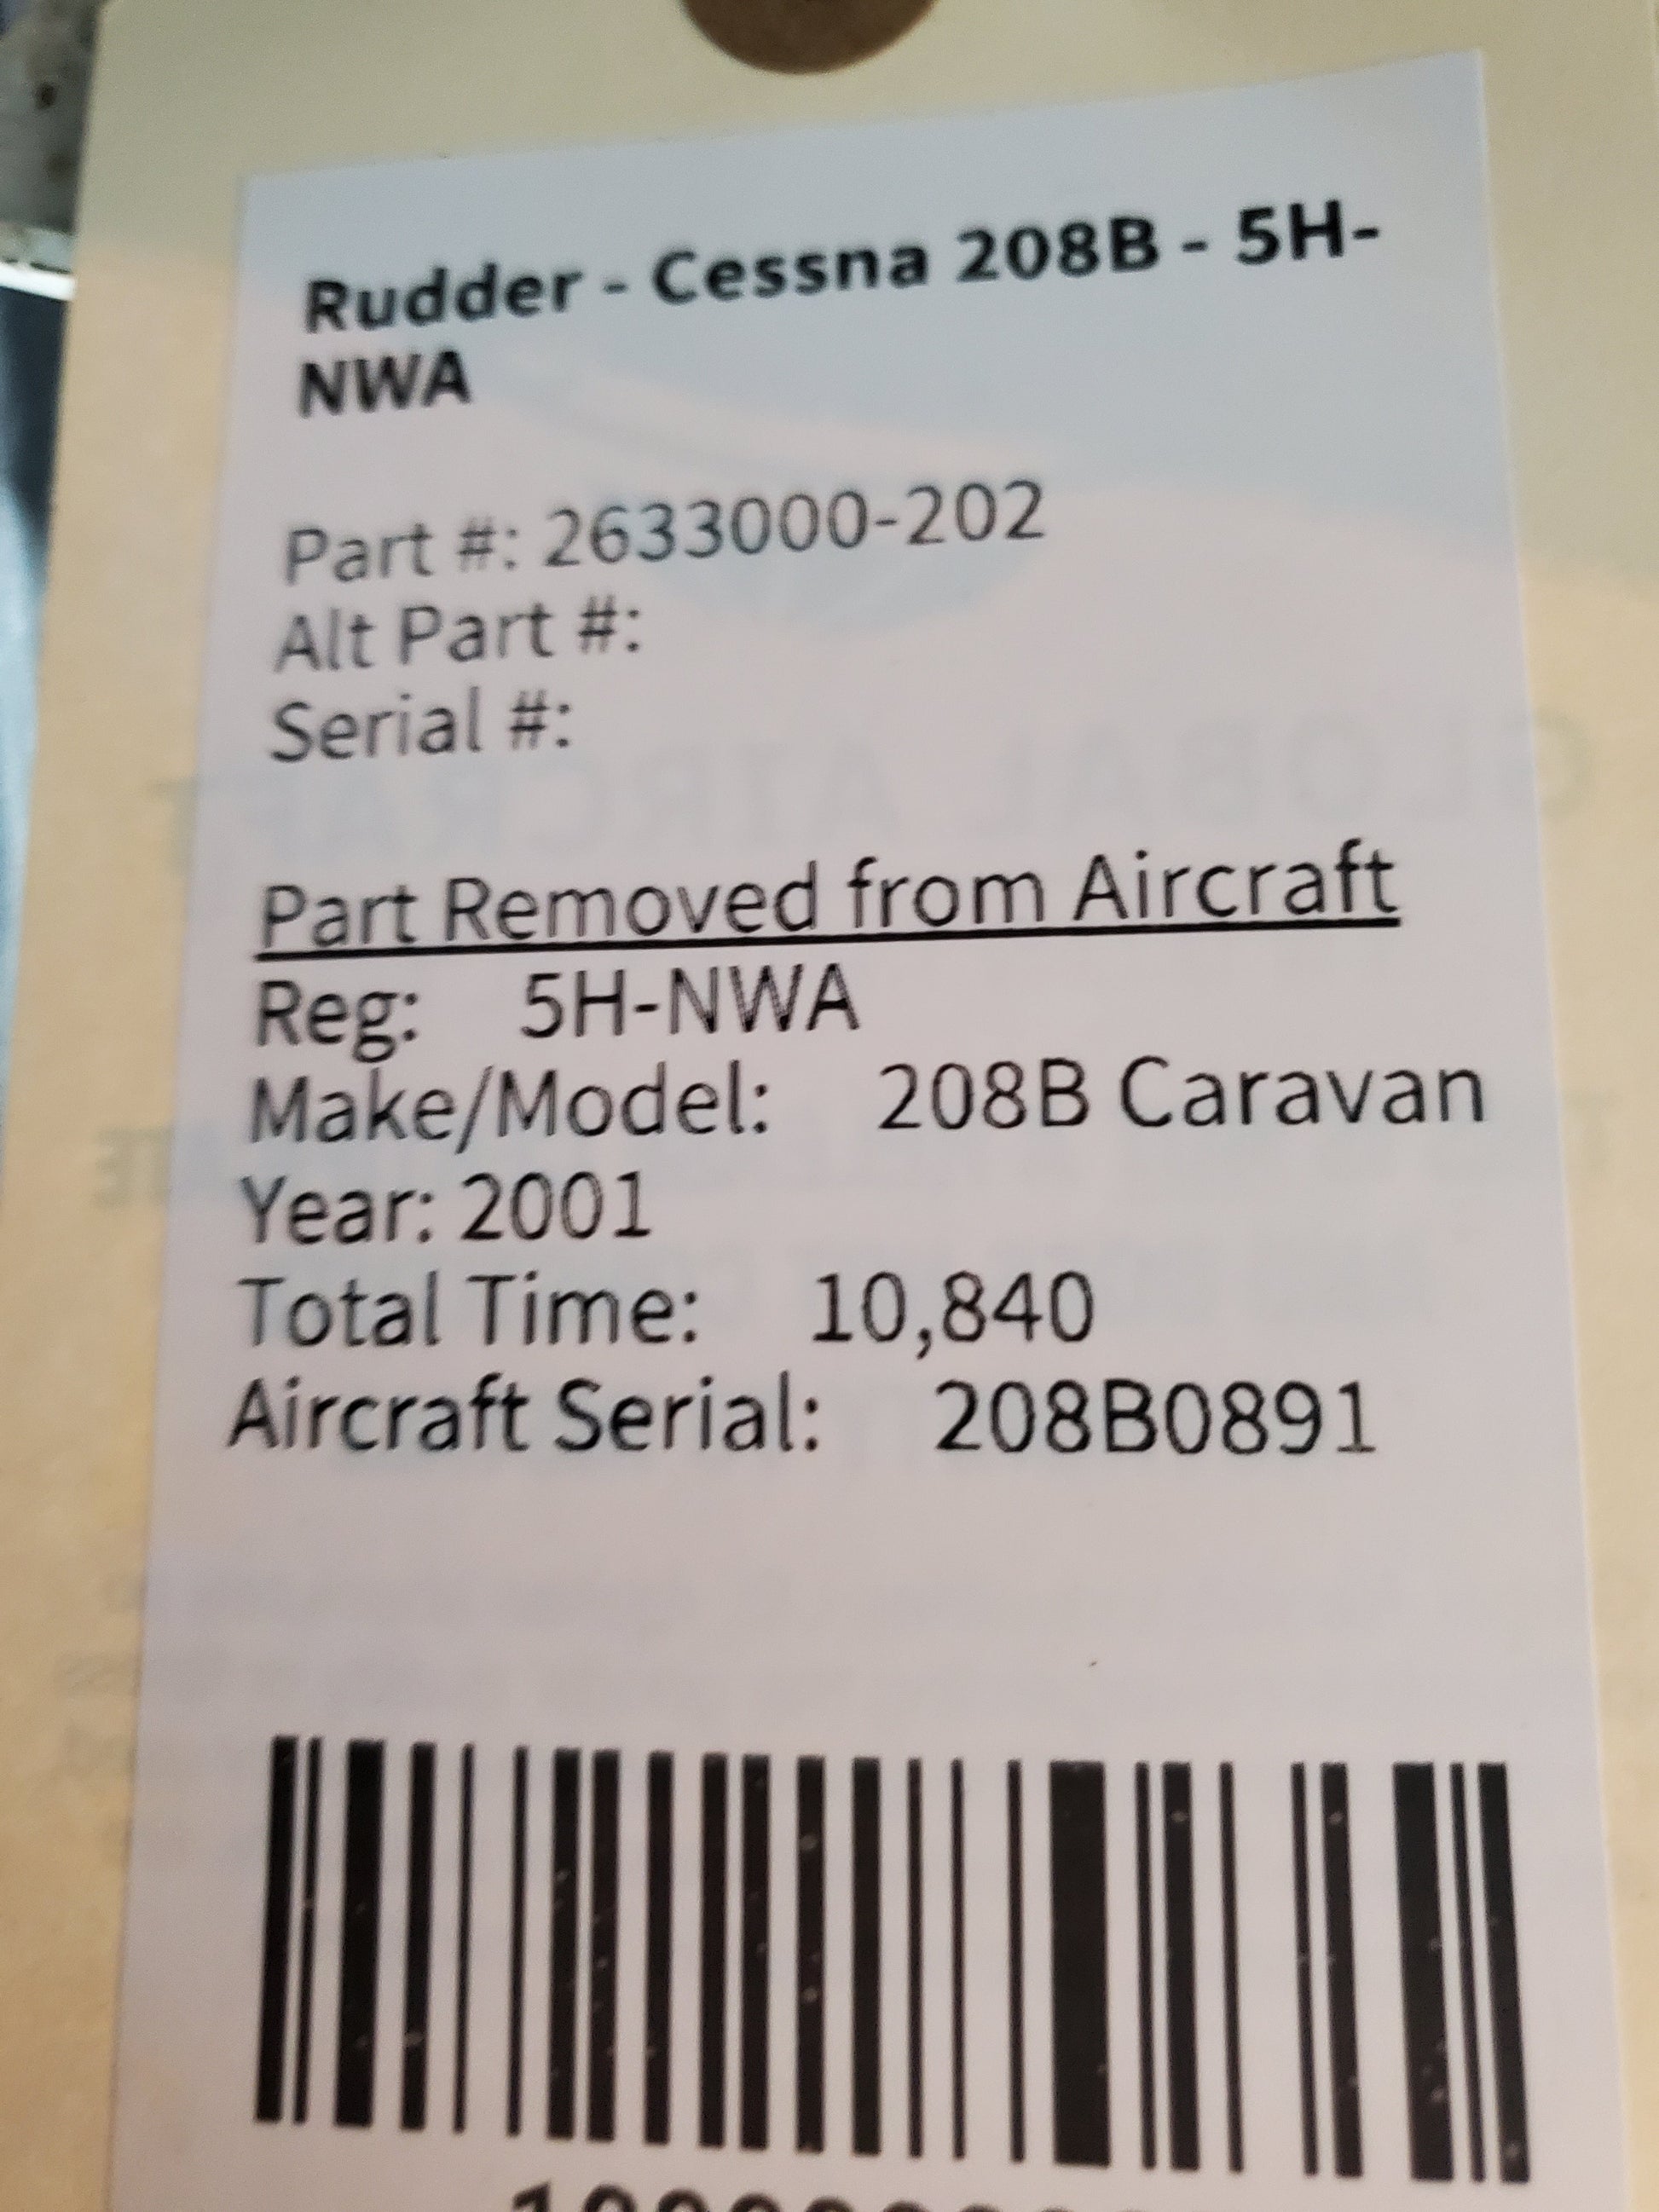 Rudder - Cessna 208B - 5H-
NWA
Part #: 2633000-202
Alt Part #:
Serial #:
Part Removed from Aircraft
Reg: 5H-NWA
Make/Model: 208B Caravan
Year: 2001
Total Time: 10,840
Aircraft Serial: 208B0891